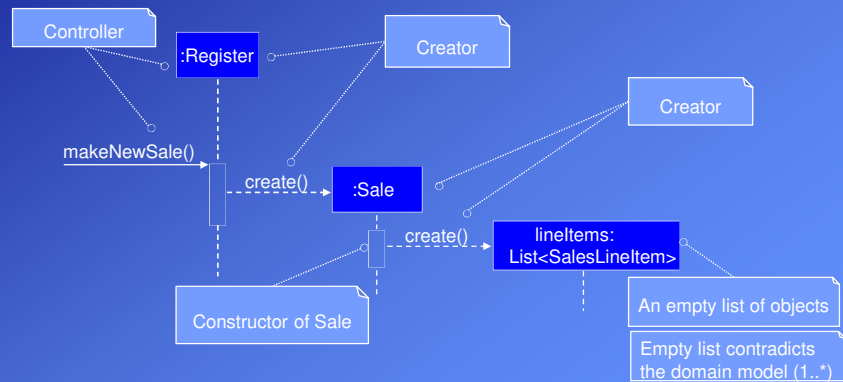 Controller
:Register
Creator
Creator
makeNewSale()
create()
:Sale
create()
lineItems:
List<SalesLineItem>
Constructor of Sale
An empty list of objects
Empty list contradicts
the domain model (1..*)